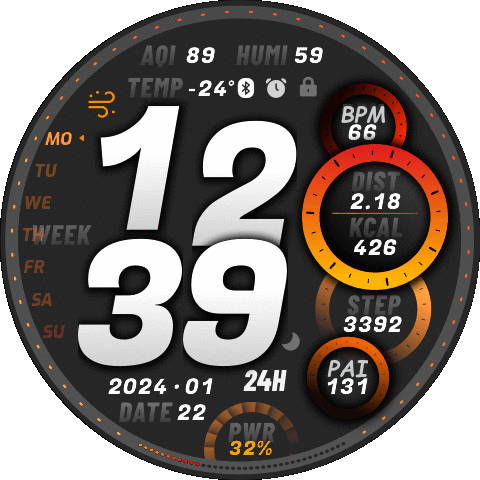 AQI 89 HUMI 59
TEMP -24°
BPM
66
MO
TU
WE
TH
WEEK
FR
SA
SU
12
39
DIST
2.18
KCAL
426
STEP
3392
PAI
131
2024·01
24H
DATE 22
PWR
32%